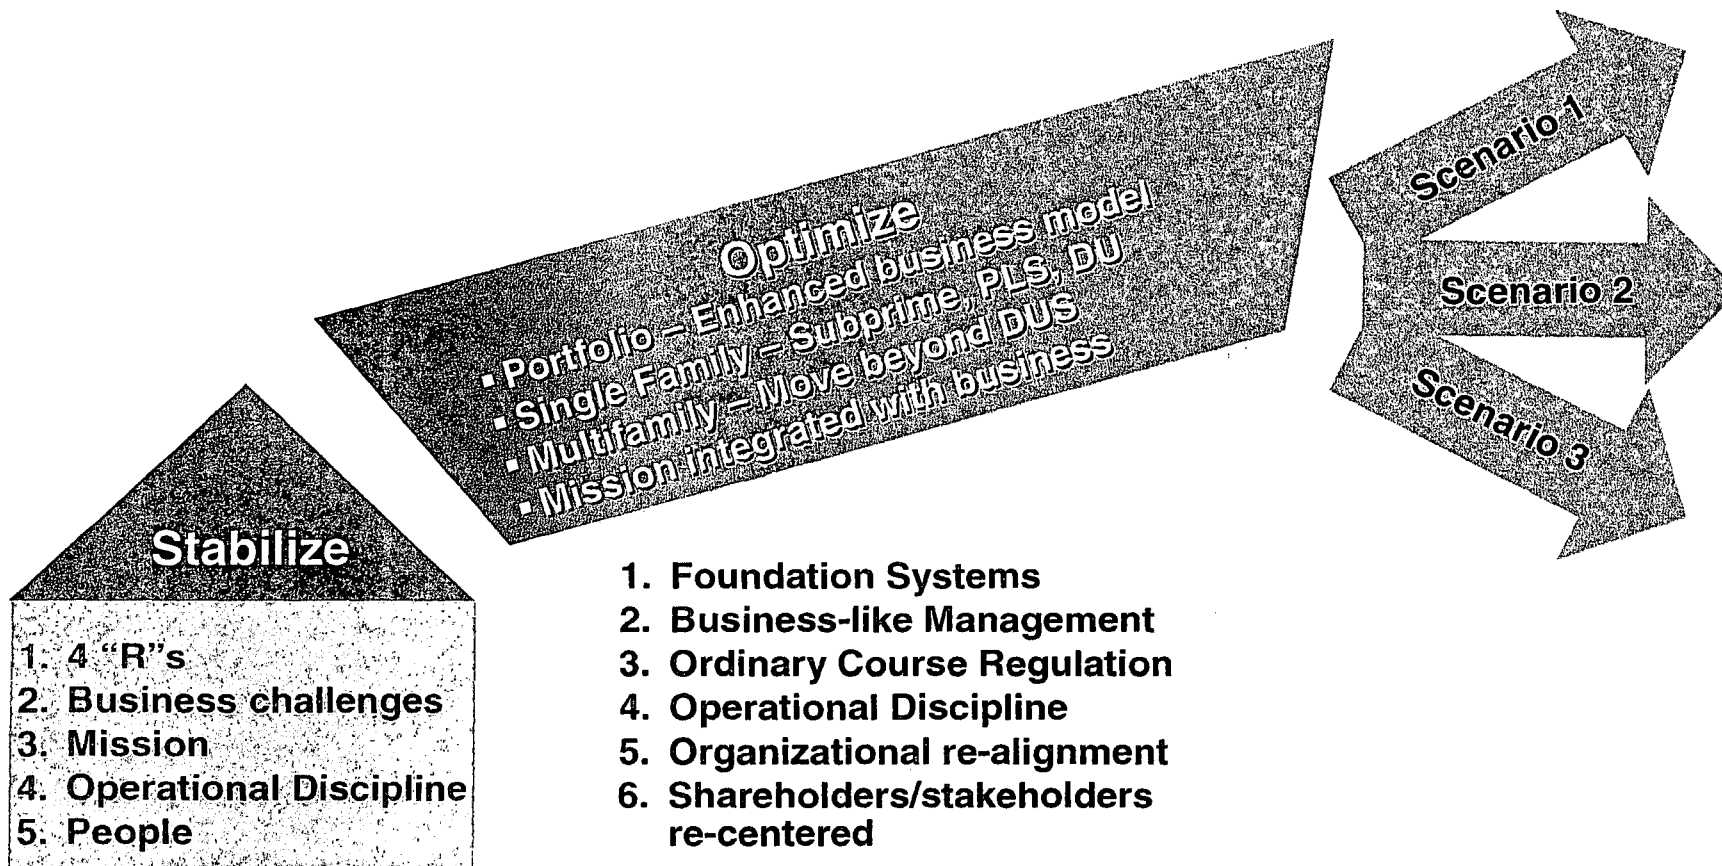 Stabilize
1. 4 “R”s
2. Business challenges
3. Mission
4. Operational Discipline
5. People
Optimize
▪ Portfolio – Enhanced business model
▪ Single Family – Subprime, PLS, DU
▪ Multifamily – Move beyond DUS
▪ Mission integrated with business
1. Foundation Systems
2. Business-like Management
3. Ordinary Course Regulation
4. Operational Discipline
5. Organizational re-alignment
6. Shareholders/stakeholders
re-centered
Scenario 1
Scenario 2
Scenario 3